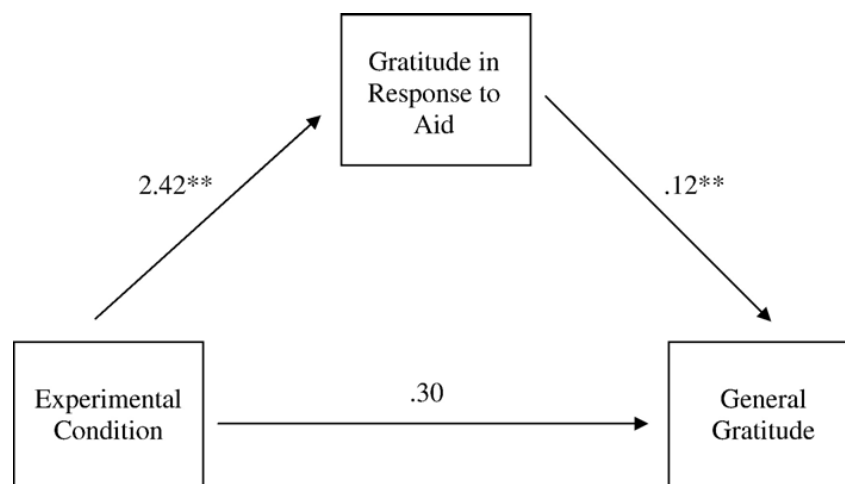 Gratitude in
Response to
Aid
2.42**
.12**
Experimental
Condition
.30
General
Gratitude